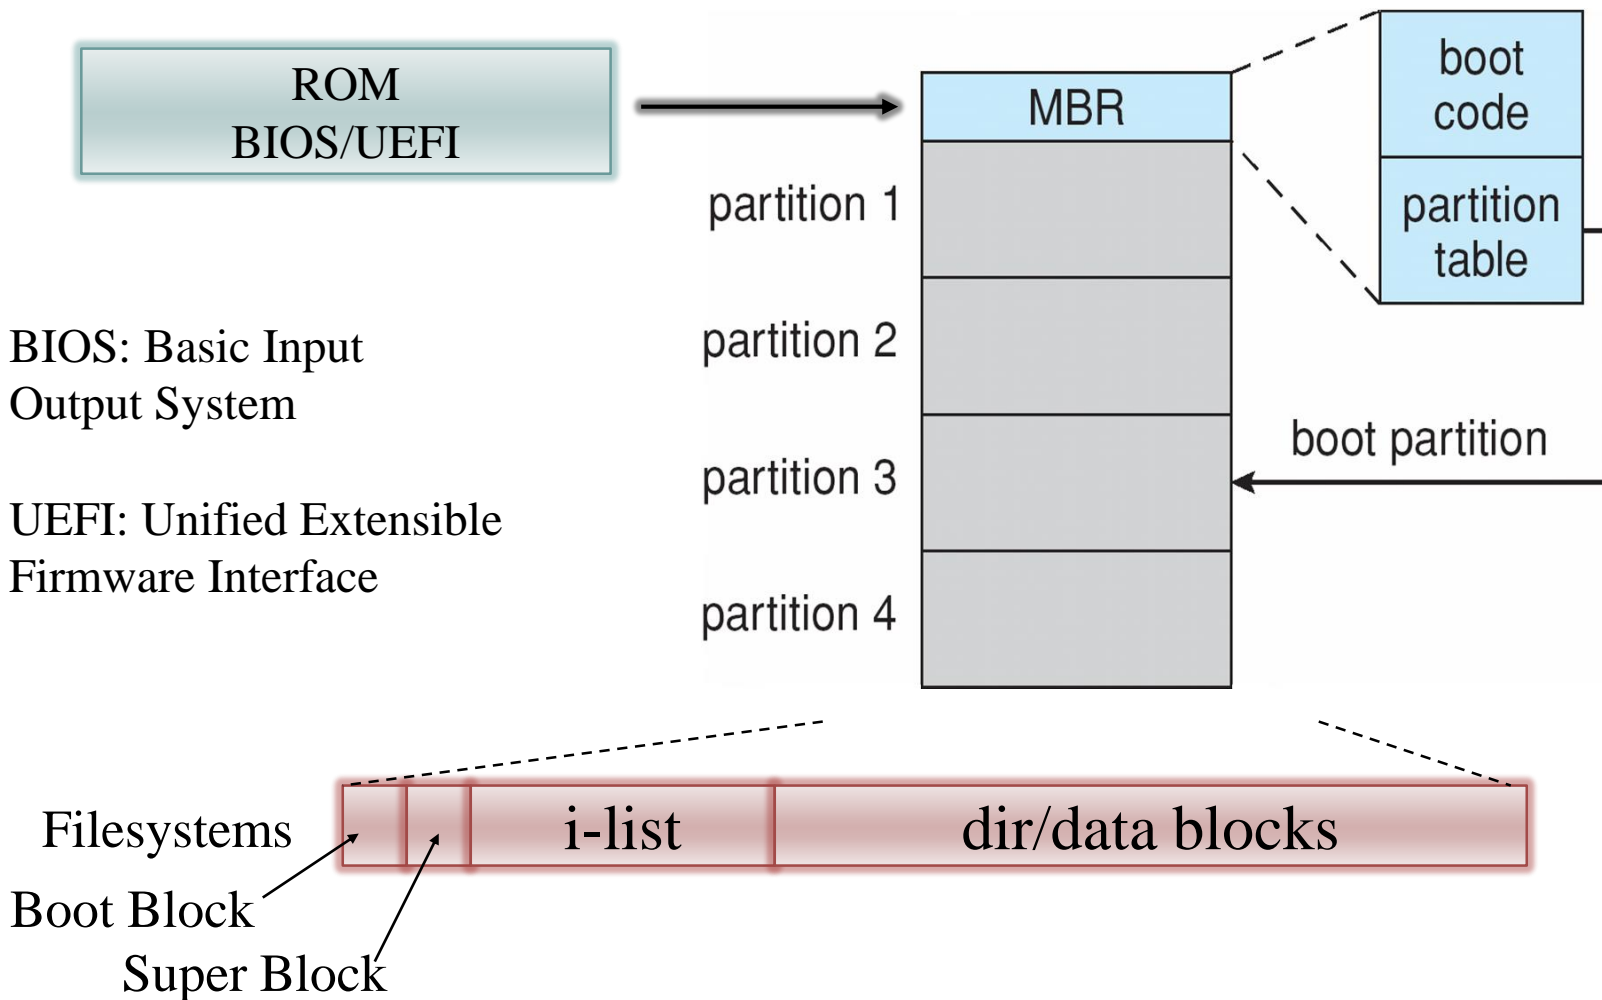 ROM
BIOS/UEFI
MBR
boot
code
partition
table
partition 1
partition 2
partition 3
partition 4
boot partition
BIOS: Basic Input
Output System
UEFI: Unified Extensible
Firmware Interface
Filesystems
i-list
dir/data blocks
Boot Block
Super Block